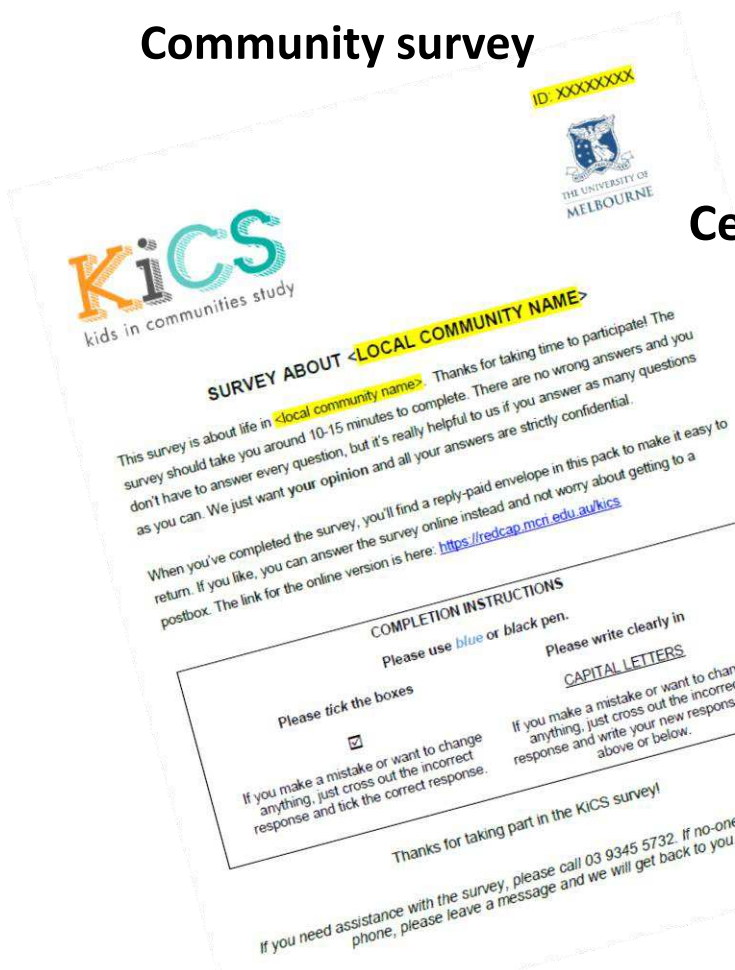 Community survey
ID: XXXXXXXX
THE UNIVERSITY OF
MELBOURNE
Ce
KiCS
kids in communities study
SURVEY ABOUT <LOCAL COMMUNITY NAME>
This survey is about life in <local community name>. Thanks for taking time to participate! The
survey should take you around 10-15 minutes to complete. There are no wrong answers and you
don't have to answer every question, but it's really helpful to us if you answer as many questions
as you can. We just want your opinion and all your answers are strictly confidential.
When you've completed the survey, you'll find a reply-paid envelope in this pack to make it easy to
return. If you like, you can answer the survey online instead and not worry about getting to a
postbox. The link for the online version is here: https://redcap.mcri.edu.au/kics
COMPLETION INSTRUCTIONS
Please use blue or black pen.
Please tick the boxes
If you make a mistake or want to change
anything, just cross out the incorrect
response and tick the correct response.
Please write clearly in
CAPITAL LETTERS
If you make a mistake or want to chan
anything, just cross out the incorrec
response and write your new respons
above or below.
Thanks for taking part in the KiCS survey!
If you need assistance with the survey, please call 03 9345 5732. If no-one
phone, please leave a message and we will get back to you